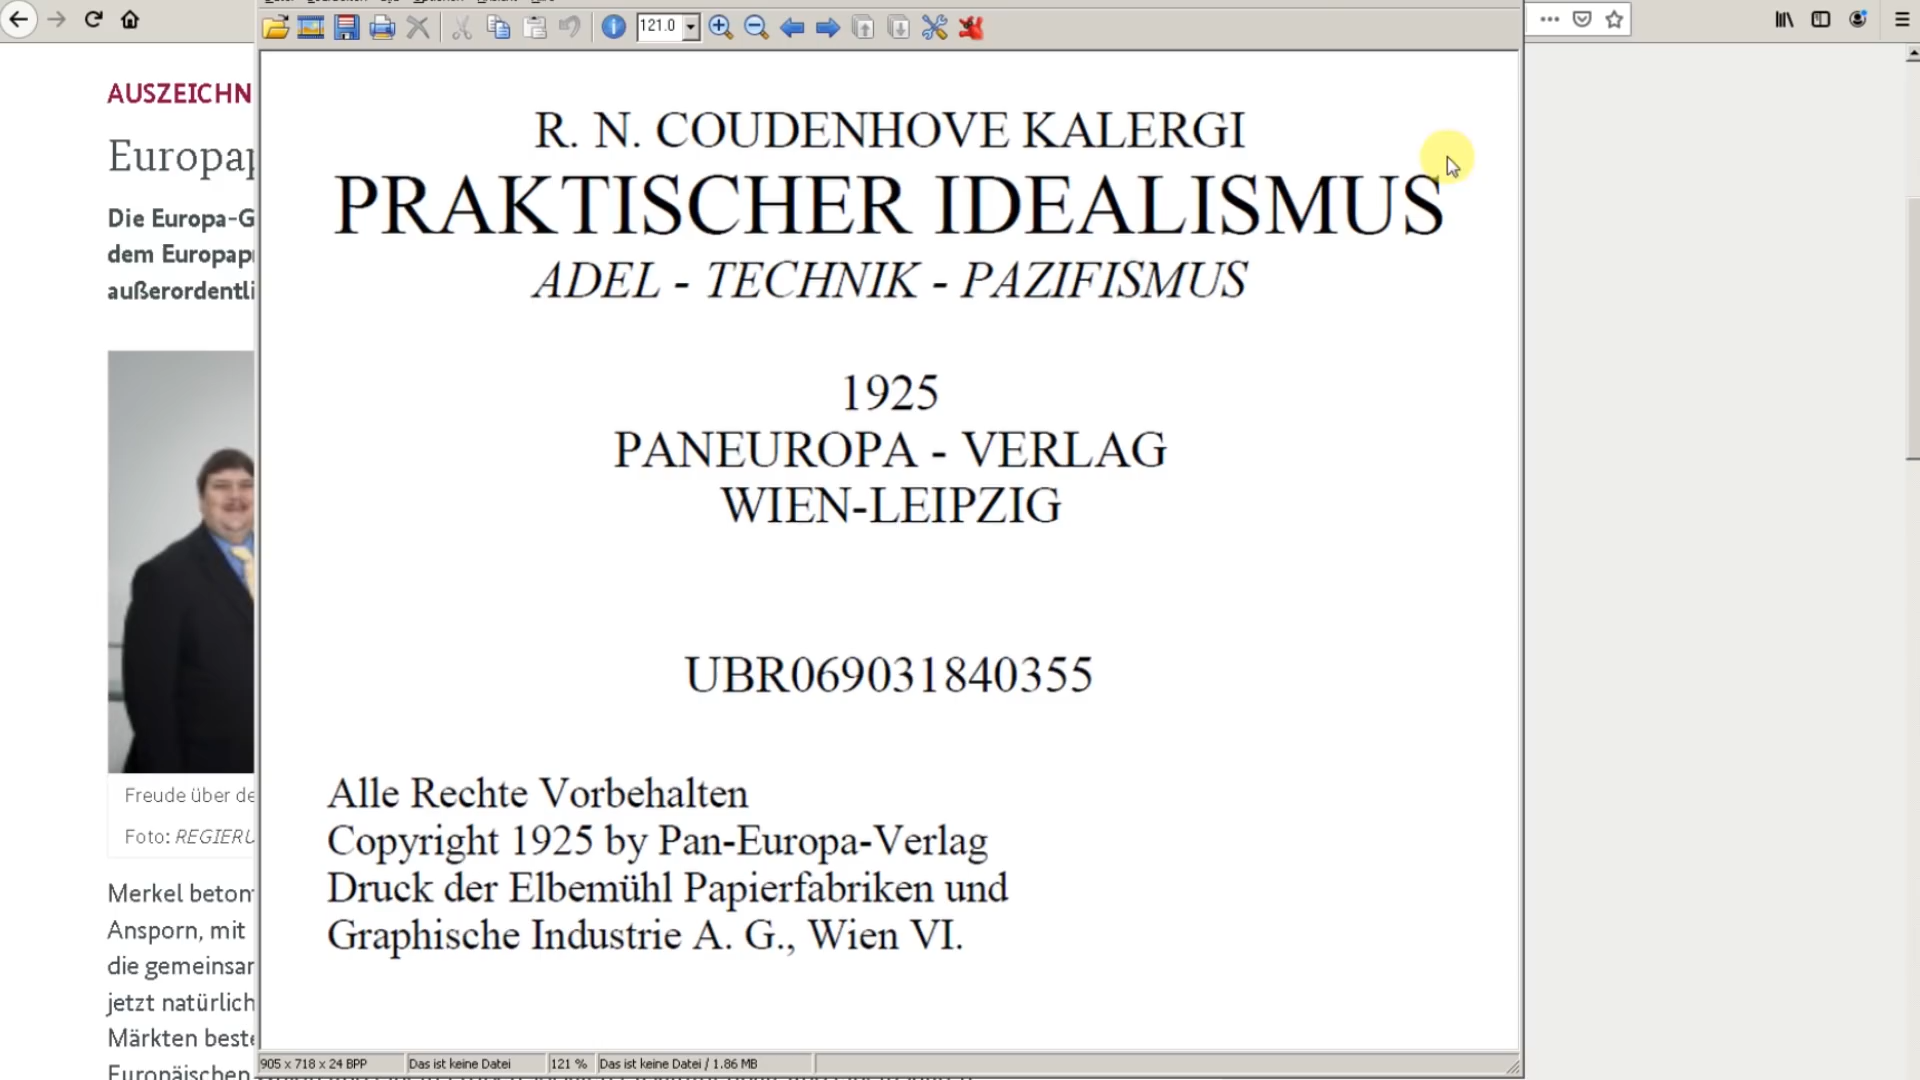 121.0
AUSZEICHN
Europap
Die Europa-G
dem Europapr
außerordentli
R. N. COUDENHOVE KALERGI
PRAKTISCHER IDEALISMUS
ADEL - TECHNIK - PAZIFISMUS
1925
PANEUROPA - VERLAG
WIEN-LEIPZIG
UBR069031840355
Alle Rechte Vorbehalten
Copyright 1925 by Pan-Europa-Verlag
Druck der Elbemühl Papierfabriken und
Graphische Industrie A. G., Wien VI.
Freude über de
Foto: REGIERU
Merkel beton
Ansporn, mit
die gemeinsar
jetzt natürlich
Märkten beste
Europäischen
905 x 718 x 24 BPP
Das ist keine Datei
121 %
Das ist keine Datei / 1.86 MB